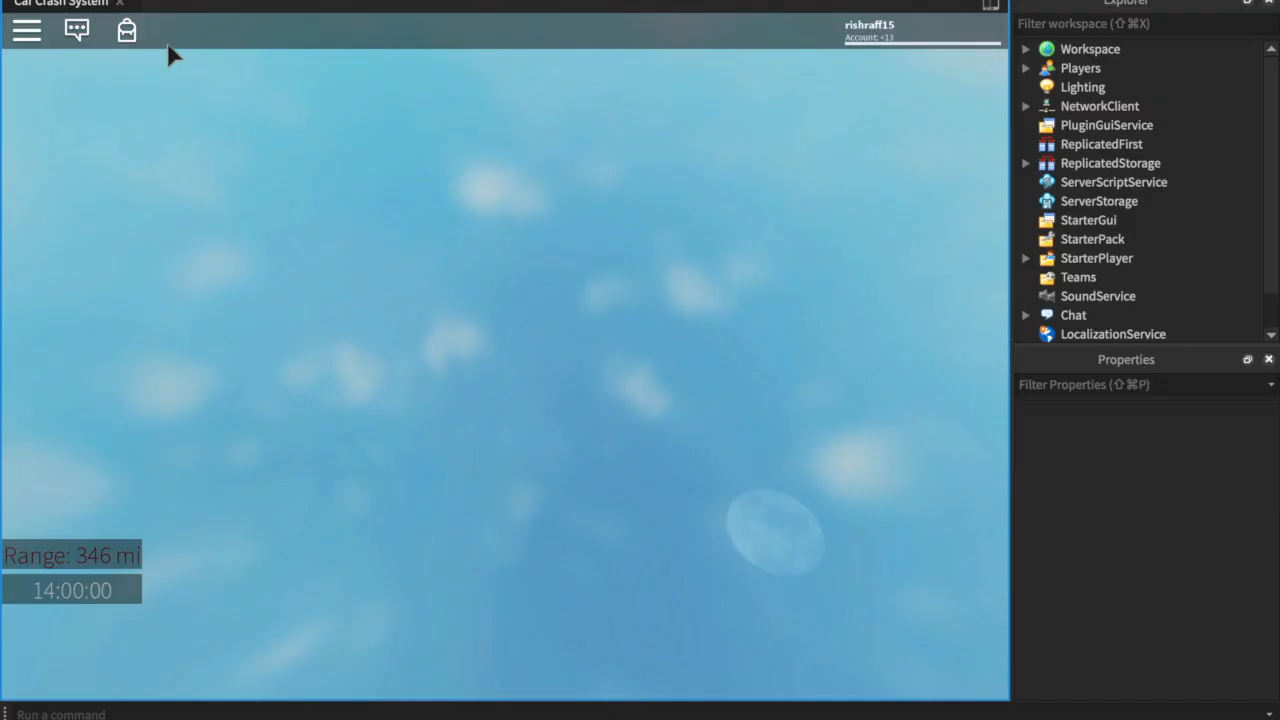 Car Crash System
Explorer
rishraff15
Account: <13
Filter workspace (⇧⌘X)
Workspace
Players
Lighting
NetworkClient
PluginGuiService
ReplicatedFirst
ReplicatedStorage
ServerScriptService
ServerStorage
StarterGui
StarterPack
StarterPlayer
Teams
SoundService
Chat
LocalizationService
Properties
Filter Properties (⇧⌘P)
Range: 346 mi
14:00:00
Run a command